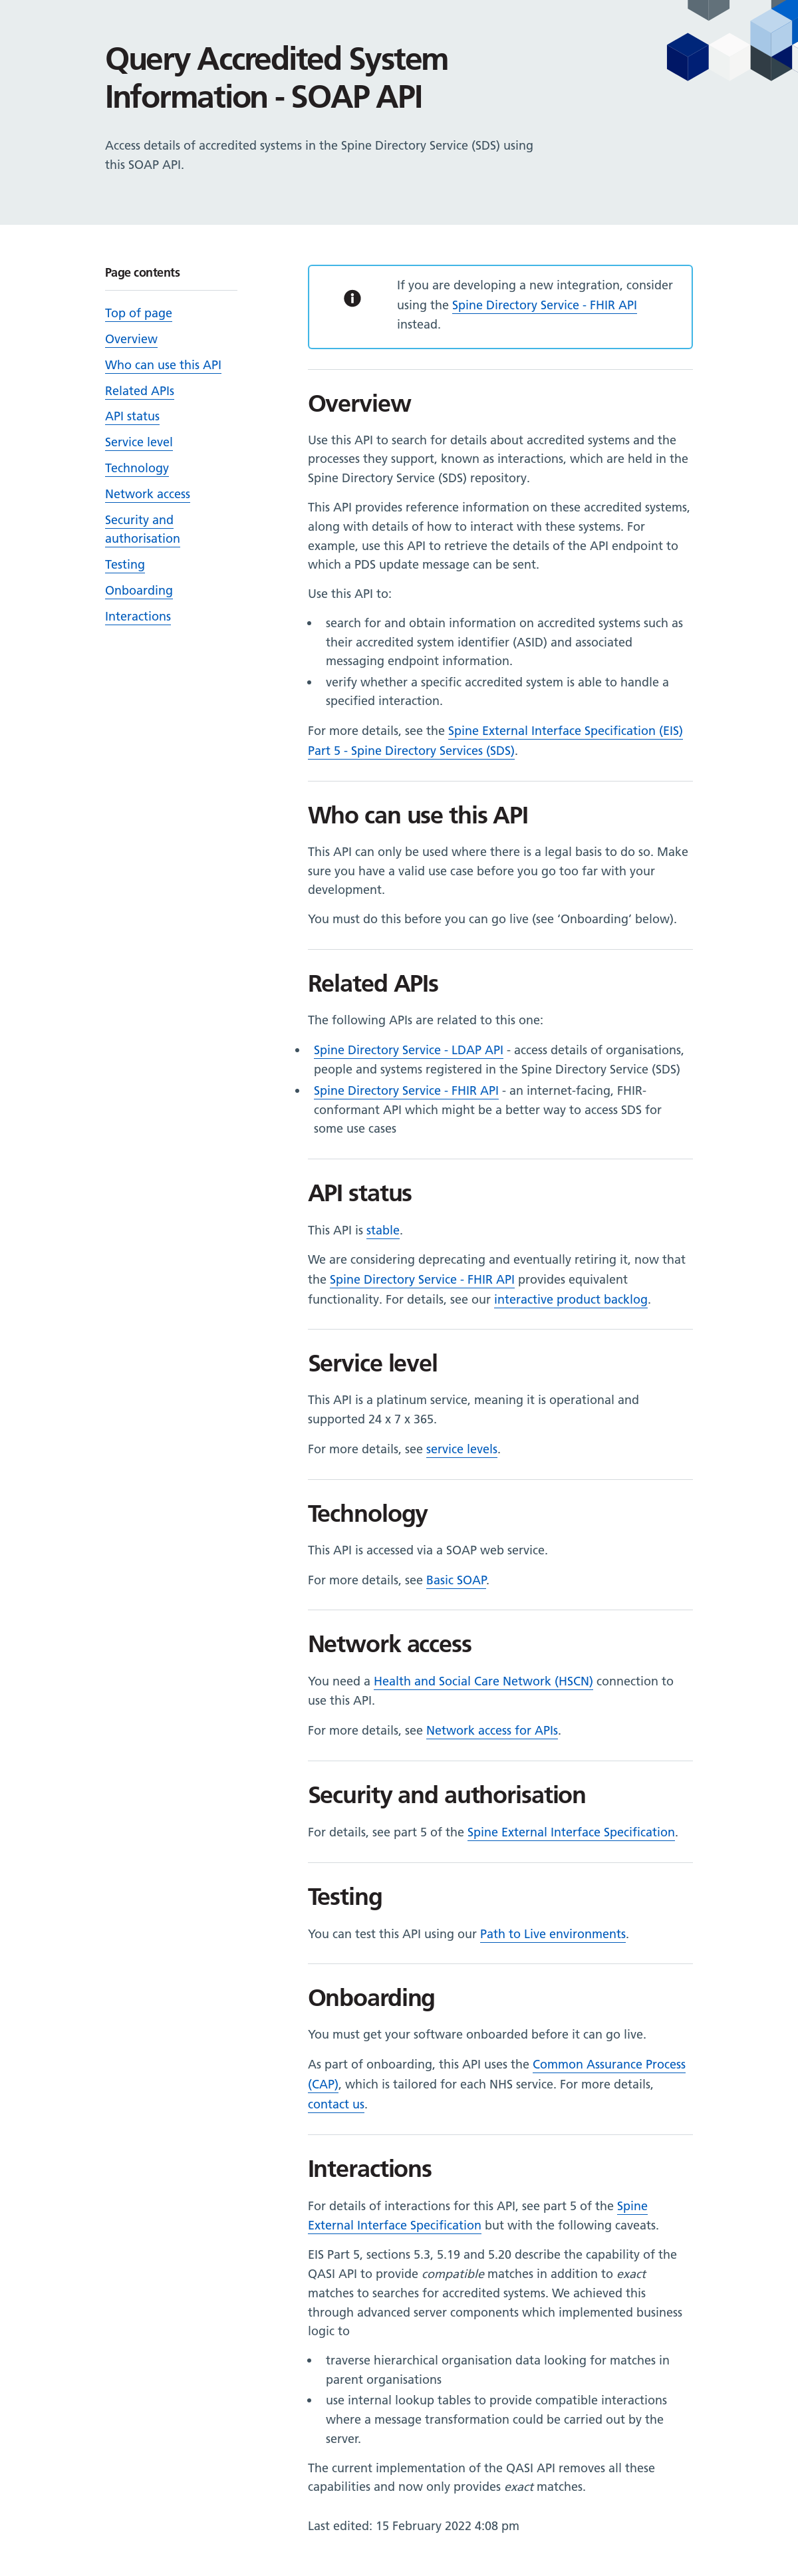 Query Accredited System
Information - SOAP API
Access details of accredited systems in the Spine Directory Service (SDS) using
this SOAP API.
Page contents
Top of page
Overview
Who can use this API
Related APIs
API status
Service level
Technology
Network access
Security and
authorisation
Testing
Onboarding
Interactions
If you are developing a new integration, consider
using the Spine Directory Service - FHIR API
instead.
Overview
Use this API to search for details about accredited systems and the
processes they support, known as interactions, which are held in the
Spine Directory Service (SDS) repository.
This API provides reference information on these accredited systems,
along with details of how to interact with these systems. For
example, use this API to retrieve the details of the API endpoint to
which a PDS update message can be sent.
Use this API to:
• search for and obtain information on accredited systems such as
their accredited system identifier (ASID) and associated
messaging endpoint information.
• verify whether a specific accredited system is able to handle a
specified interaction.
For more details, see the Spine External Interface Specification (EIS)
Part 5 - Spine Directory Services (SDS).
Who can use this API
This API can only be used where there is a legal basis to do so. Make
sure you have a valid use case before you go too far with your
development.
You must do this before you can go live (see ‘Onboarding’ below).
Related APIs
The following APIs are related to this one:
• Spine Directory Service - LDAP API - access details of organisations,
people and systems registered in the Spine Directory Service (SDS)
• Spine Directory Service - FHIR API - an internet-facing, FHIR-
conformant API which might be a better way to access SDS for
some use cases
API status
This API is stable.
We are considering deprecating and eventually retiring it, now that
the Spine Directory Service - FHIR API provides equivalent
functionality. For details, see our interactive product backlog.
Service level
This API is a platinum service, meaning it is operational and
supported 24 x 7 x 365.
For more details, see service levels.
Technology
This API is accessed via a SOAP web service.
For more details, see Basic SOAP.
Network access
You need a Health and Social Care Network (HSCN) connection to
use this API.
For more details, see Network access for APIs.
Security and authorisation
For details, see part 5 of the Spine External Interface Specification.
Testing
You can test this API using our Path to Live environments.
Onboarding
You must get your software onboarded before it can go live.
As part of onboarding, this API uses the Common Assurance Process
(CAP), which is tailored for each NHS service. For more details,
contact us.
Interactions
For details of interactions for this API, see part 5 of the Spine
External Interface Specification but with the following caveats.
EIS Part 5, sections 5.3, 5.19 and 5.20 describe the capability of the
QASI API to provide compatible matches in addition to exact
matches to searches for accredited systems. We achieved this
through advanced server components which implemented business
logic to
• traverse hierarchical organisation data looking for matches in
parent organisations
• use internal lookup tables to provide compatible interactions
where a message transformation could be carried out by the
server.
The current implementation of the QASI API removes all these
capabilities and now only provides exact matches.
Last edited: 15 February 2022 4:08 pm